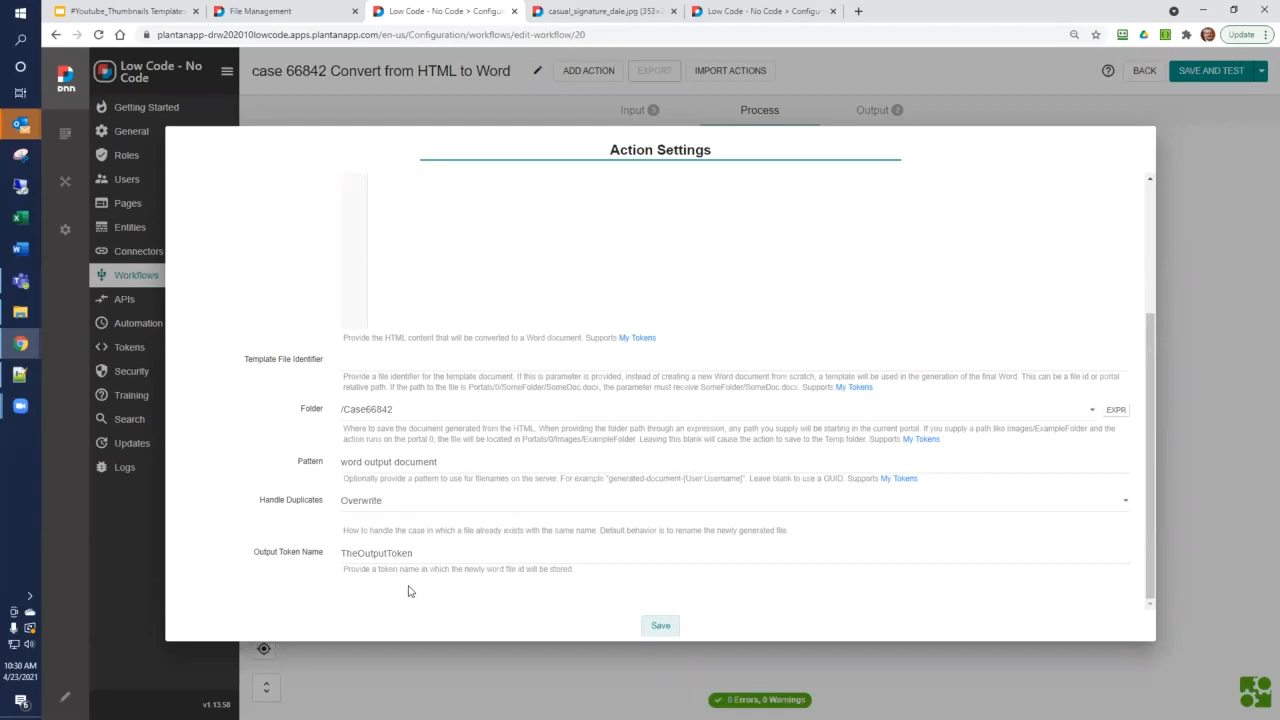 #Youtube_Thumbnails Templates
File Management
Low Code - No Code > Configur
casual_signature_dale.jpg (353×2
Low Code - No Code > Configur
plantanapp-drw202010lowcode.apps.plantanapp.com/en-us/Configuration/workflows/edit-workflow/20
Update
Low Code - No Code
case 66842 Convert from HTML to Word
ADD ACTION
EXPORT
IMPORT ACTIONS
BACK
SAVE AND TEST
dnn
Getting Started
General
Roles
Users
Pages
Entities
Connectors
Workflows
APIs
Automation
Tokens
Security
Training
Search
Updates
Logs
v1.13.58
Input 3
Process
Output 2
Action Settings
Provide the HTML content that will be converted to a Word document. Supports My Tokens
Template File Identifier
Provide a file identifier for the template document. If this is parameter is provided, instead of creating a new Word document from scratch, a template will be used in the generation of the final Word. This can be a file id or portal
relative path. If the path to the file is Portals/0/SomeFolder/SomeDoc.docx, the parameter must receive SomeFolder/SomeDoc.docx. Supports My Tokens
Folder
/Case66842
EXPR
Where to save the document generated from the HTML. When providing the folder path through an expression, any path you supply will be starting in the current portal. If you supply a path like Images/ExampleFolder and the
action runs on the portal 0, the file will be located in Portals/0/Images/ExampleFolder. Leaving this blank will cause the action to save to the Temp folder. Supports My Tokens
Pattern
word output document
Optionally provide a pattern to use for filenames on the server. For example "generated-document-[User:Username]". Leave blank to use a GUID. Supports My Tokens
Handle Duplicates
Overwrite
How to handle the case in which a file already exists with the same name. Default behavior is to rename the newly generated file.
Output Token Name
TheOutputToken
Provide a token name in which the newly word file id will be stored.
Save
0 Errors, 0 Warnings
10:30 AM
4/23/2021